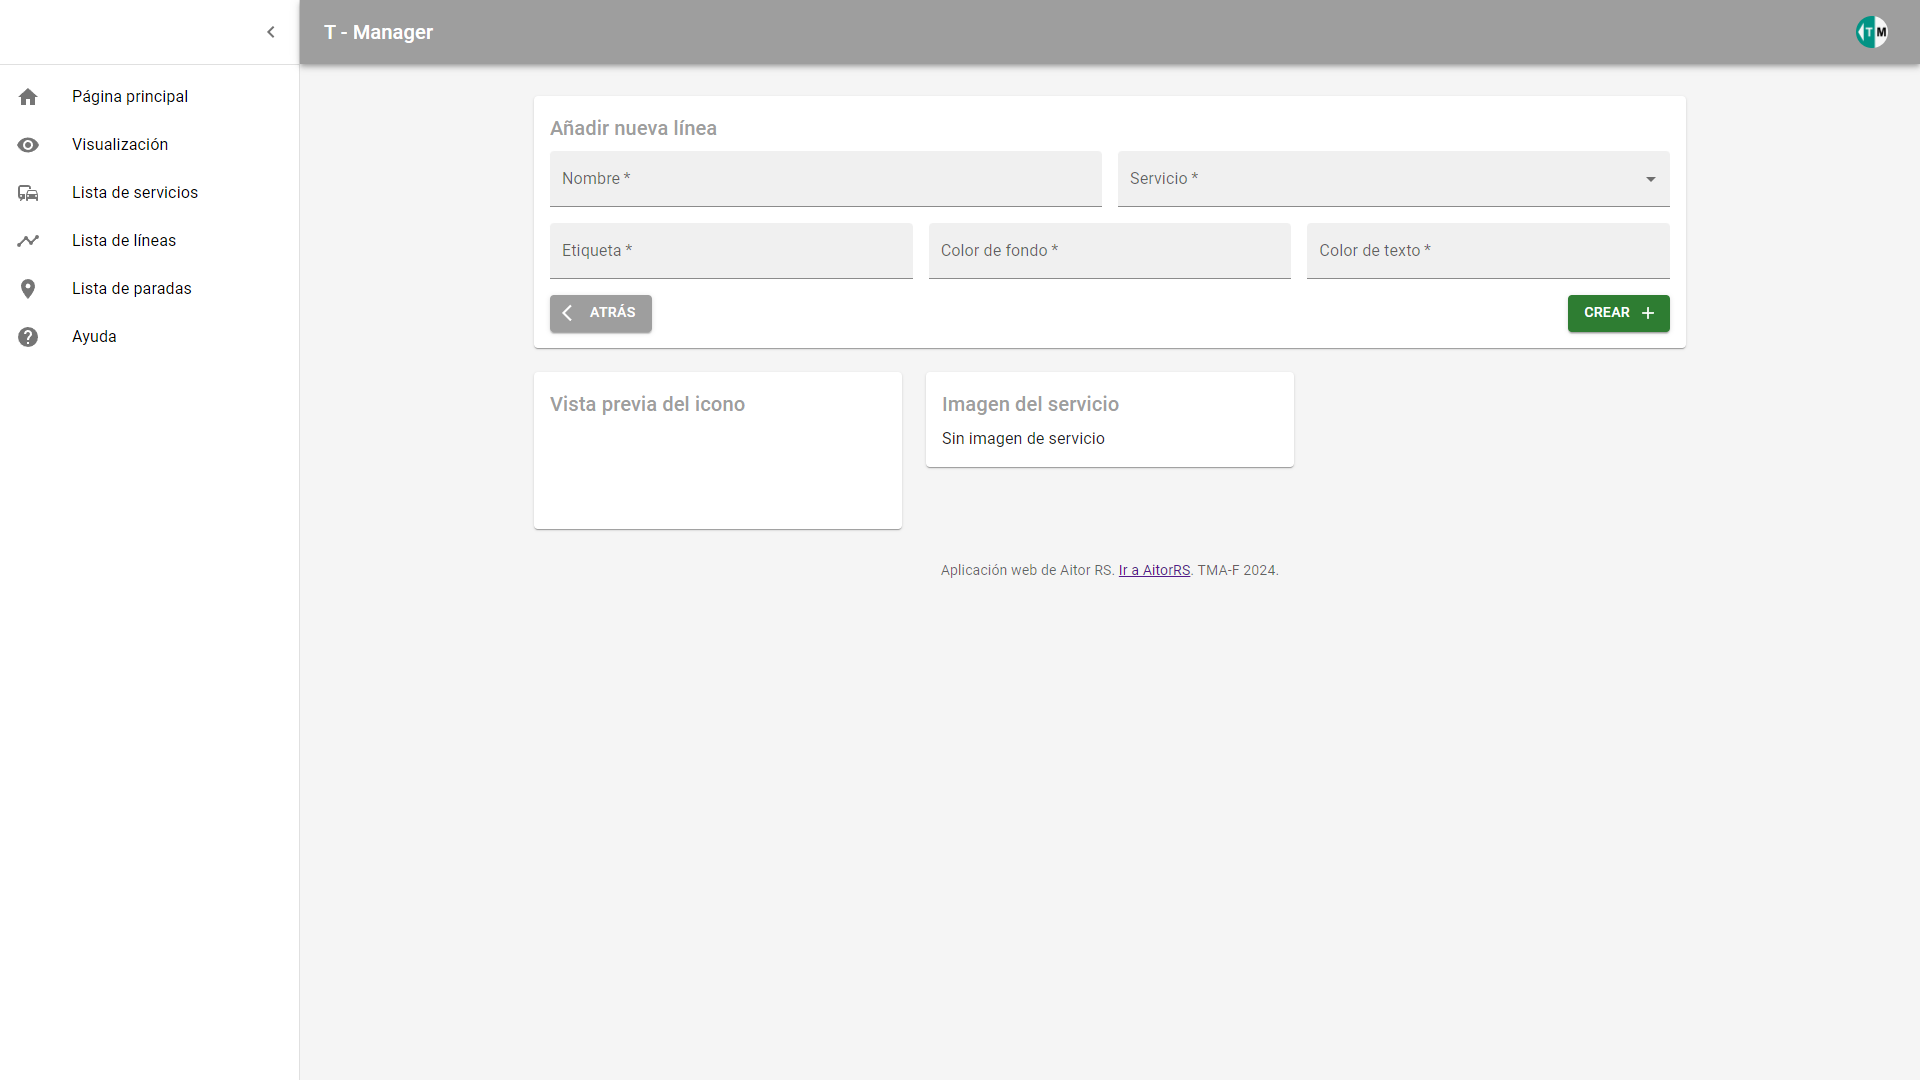 T - Manager
TM
Página principal
Visualización
Lista de servicios
Lista de líneas
Lista de paradas
Ayuda
Añadir nueva línea
Nombre *
Servicio *
Etiqueta *
Color de fondo *
Color de texto *
ATRÁS
CREAR
Vista previa del icono
Imagen del servicio
Sin imagen de servicio
Aplicación web de Aitor RS. Ir a AitorRS. TMA-F 2024.